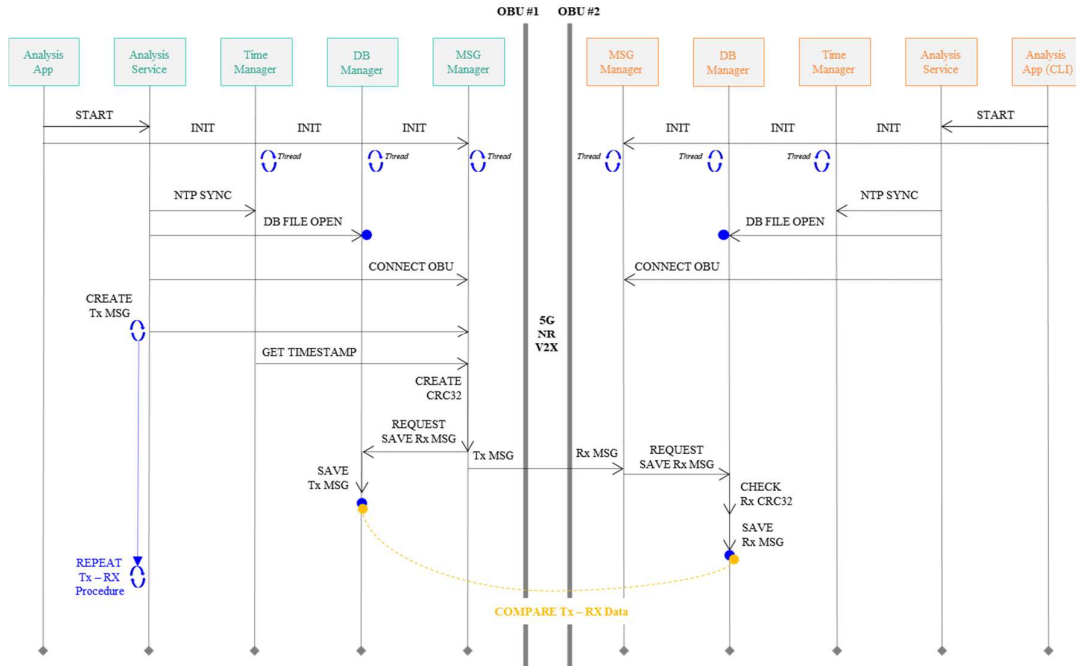 OBU #1
OBU #2
Analysis
App
Analysis
Service
Time
Manager
DB
Manager
MSG
Manager
MSG
Manager
DB
Manager
Time
Manager
Analysis
Service
Analysis
App (CLI)
START
START
INIT
INIT
INIT
INIT
INIT
INIT
Thread
Thread
Thread
Thread
Thread
Thread
NTP SYNC
NTP SYNC
DB FILE OPEN
DB FILE OPEN
CONNECT OBU
CONNECT OBU
CREATE
Tx MSG
5G
NR
V2X
GET TIMESTAMP
CREATE
CRC32
REQUEST
SAVE Rx MSG
Tx MSG
Rx MSG
REQUEST
SAVE Rx MSG
SAVE
Tx MSG
CHECK
Rx CRC32
SAVE
Rx MSG
REPEAT
Tx – RX
Procedure
COMPARE Tx – RX Data